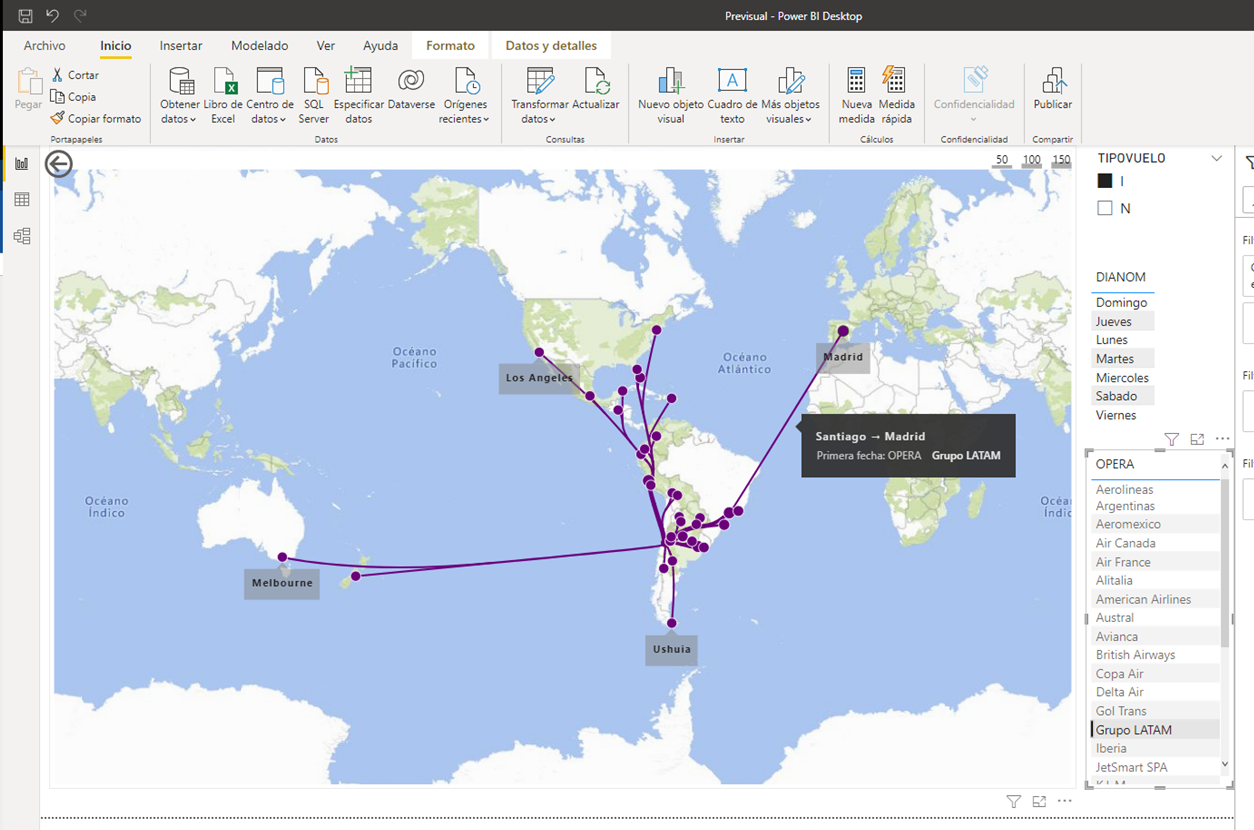 Previsual - Power BI Desktop
Archivo
Inicio
Insertar
Modelado
Ver
Ayuda
Formato
Datos y detalles
Pegar
Cortar
Copia
Copiar formato
Portapapeles
Obtener datos
Libro de Excel
Centro de datos
SQL Server
Especificar datos
Dataverse
Orígenes recientes
Datos
Transformar datos
Actualizar
Consultas
Nuevo objeto visual
Cuadro de texto
Más objetos visuales
Insertar
Nueva medida
Medida rápida
Cálculos
Confidencialidad
Confidencialidad
Publicar
Compartir
50 100 150
Océano Pacífico
Océano Atlántico
Océano Índico
Los Angeles
Madrid
Santiago → Madrid
Primera fecha: OPERA Grupo LATAM
Melbourne
Ushuia
TIPOVUELO
I
N
DIANOM
Domingo
Jueves
Lunes
Martes
Miercoles
Sabado
Viernes
OPERA
Aerolineas
Argentinas
Aeromexico
Air Canada
Air France
Alitalia
American Airlines
Austral
Avianca
British Airways
Copa Air
Delta Air
Gol Trans
Grupo LATAM
Iberia
JetSmart SPA